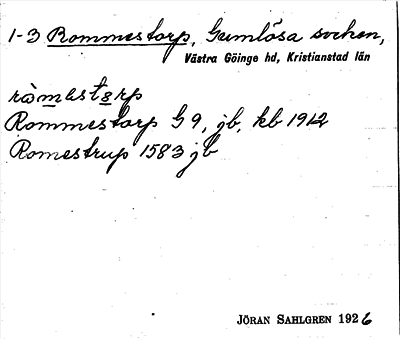 1-3 Rommestorp, Gumlösa socken,
Västra Göinge hd, Kristianstad län
Rommestorp G 9, jb, kb 1912
Romestrup 1583 jb
JÖRAN SAHLGREN 1926